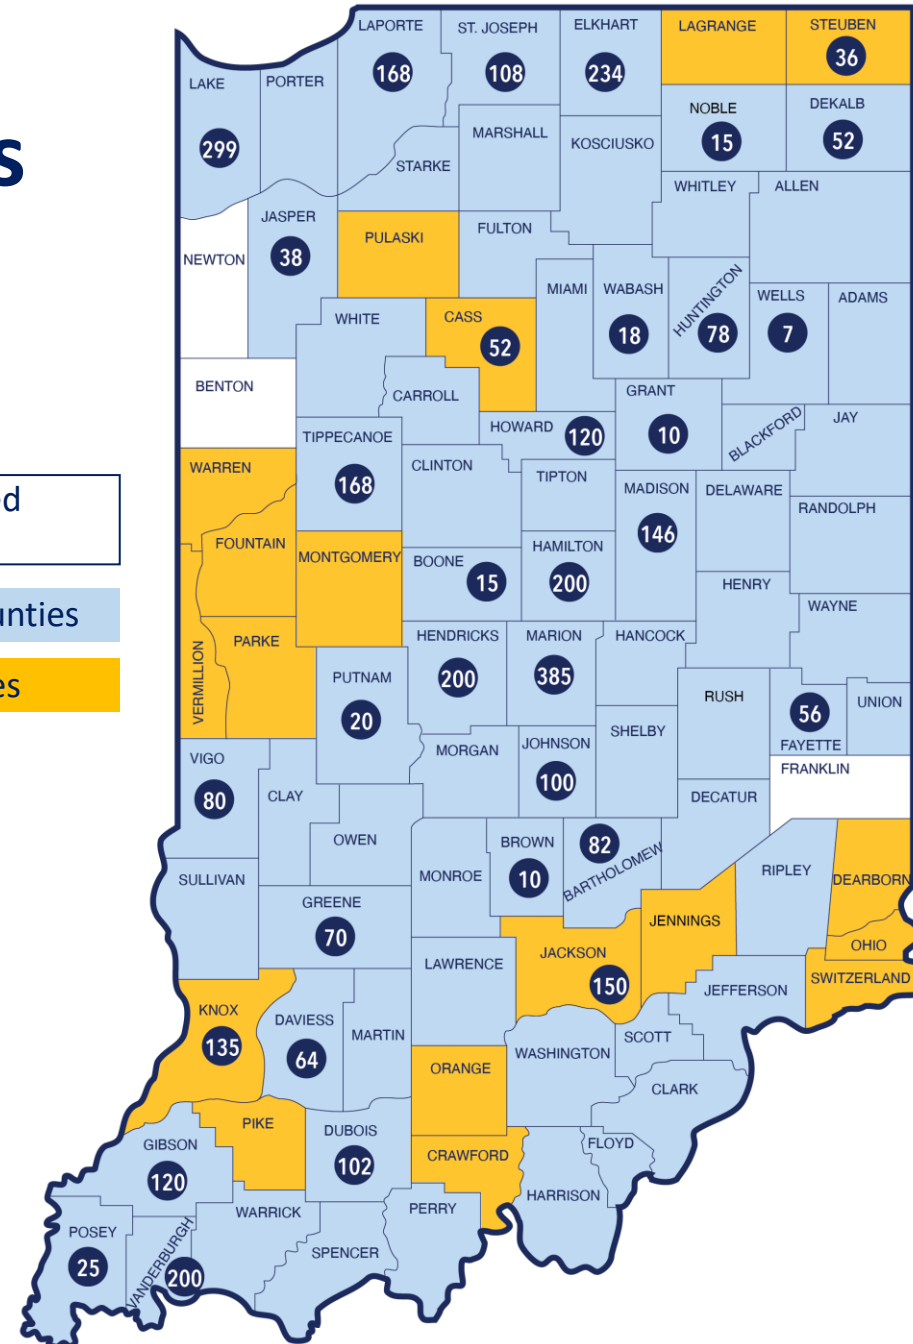 s
ed
unties
es
LAPORTE
168
ST. JOSEPH
108
ELKHART
234
LAGRANGE
STEUBEN
36
LAKE
299
PORTER
NOBLE
15
DEKALB
52
MARSHALL
KOSCIUSKO
STARKE
WHITLEY
ALLEN
JASPER
38
PULASKI
FULTON
NEWTON
MIAMI
WABASH
18
HUNTINGTON
78
WELLS
7
ADAMS
WHITE
CASS
52
BENTON
CARROLL
GRANT
10
BLACKFORD
JAY
HOWARD
120
TIPPECANOE
168
CLINTON
TIPTON
WARREN
MADISON
146
DELAWARE
RANDOLPH
FOUNTAIN
MONTGOMERY
BOONE
15
HAMILTON
200
HENRY
WAYNE
VERMILLION
PARKE
HENDRICKS
200
MARION
385
HANCOCK
PUTNAM
20
RUSH
56
FAYETTE
UNION
VIGO
80
CLAY
MORGAN
JOHNSON
100
SHELBY
FRANKLIN
DECATUR
OWEN
BROWN
10
82
BARTHOLOMEW
MONROE
SULLIVAN
RIPLEY
DEARBORN
GREENE
70
JENNINGS
OHIO
LAWRENCE
JACKSON
150
SWITZERLAND
JEFFERSON
KNOX
135
DAVIESS
64
MARTIN
WASHINGTON
SCOTT
ORANGE
CLARK
PIKE
DUBOIS
102
CRAWFORD
FLOYD
GIBSON
120
HARRISON
PERRY
WARRICK
POSEY
25
VANDERBURGH
200
SPENCER